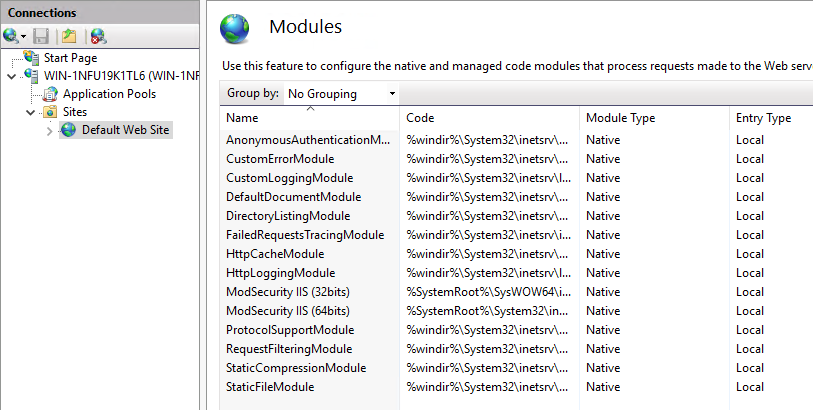 Connections
Start Page
WIN-1NFU19K1TL6 (WIN-1NF
Application Pools
Sites
Default Web Site
Modules
Use this feature to configure the native and managed code modules that process requests made to the Web serv
Group by: No Grouping
Name Code Module Type Entry Type
AnonymousAuthenticationM... %windir%\System32\inetsrv\... Native Local
CustomErrorModule %windir%\System32\inetsrv\... Native Local
CustomLoggingModule %windir%\System32\inetsrv\l... Native Local
DefaultDocumentModule %windir%\System32\inetsrv\... Native Local
DirectoryListingModule %windir%\System32\inetsrv\... Native Local
FailedRequestsTracingModule %windir%\System32\inetsrv\i... Native Local
HttpCacheModule %windir%\System32\inetsrv\... Native Local
HttpLoggingModule %windir%\System32\inetsrv\l... Native Local
ModSecurity IIS (32bits) %SystemRoot%\SysWOW64\i... Native Local
ModSecurity IIS (64bits) %SystemRoot%\System32\in... Native Local
ProtocolSupportModule %windir%\System32\inetsrv\... Native Local
RequestFilteringModule %windir%\System32\inetsrv\... Native Local
StaticCompressionModule %windir%\System32\inetsrv\... Native Local
StaticFileModule %windir%\System32\inetsrv\... Native Local